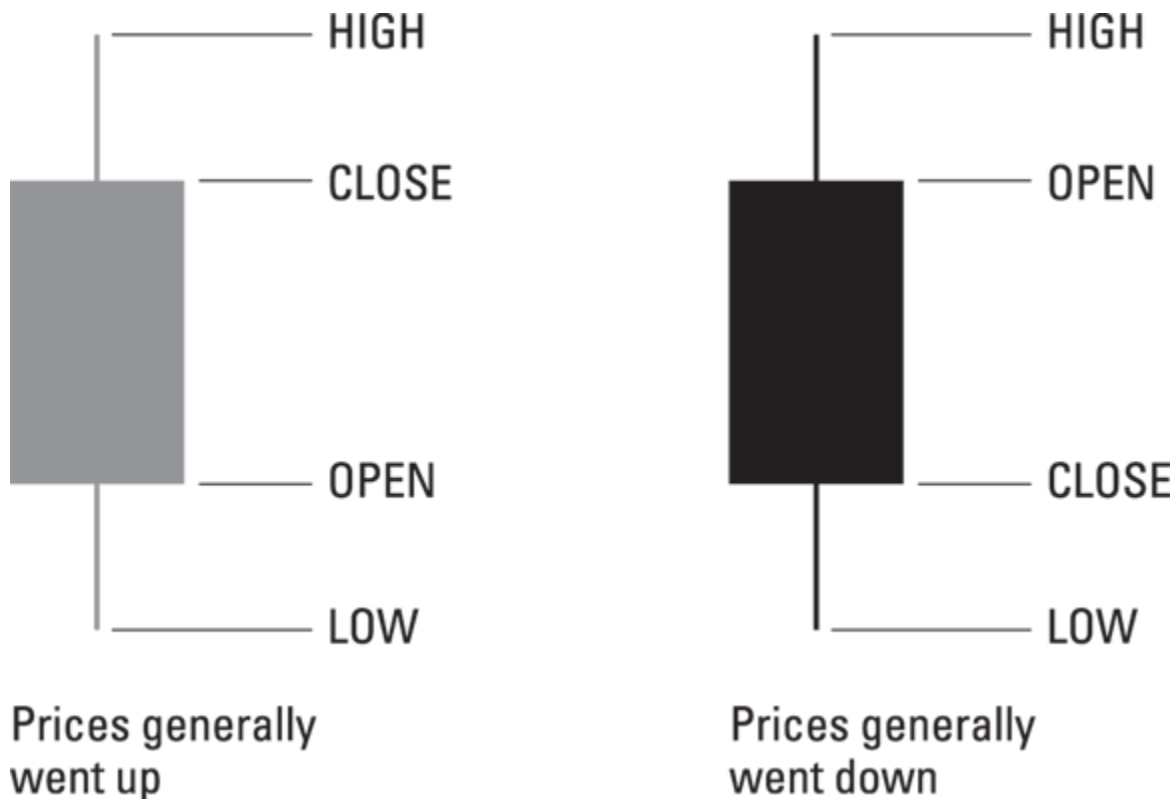 HIGH
CLOSE
OPEN
LOW
Prices generally
went up
HIGH
OPEN
CLOSE
LOW
Prices generally
went down